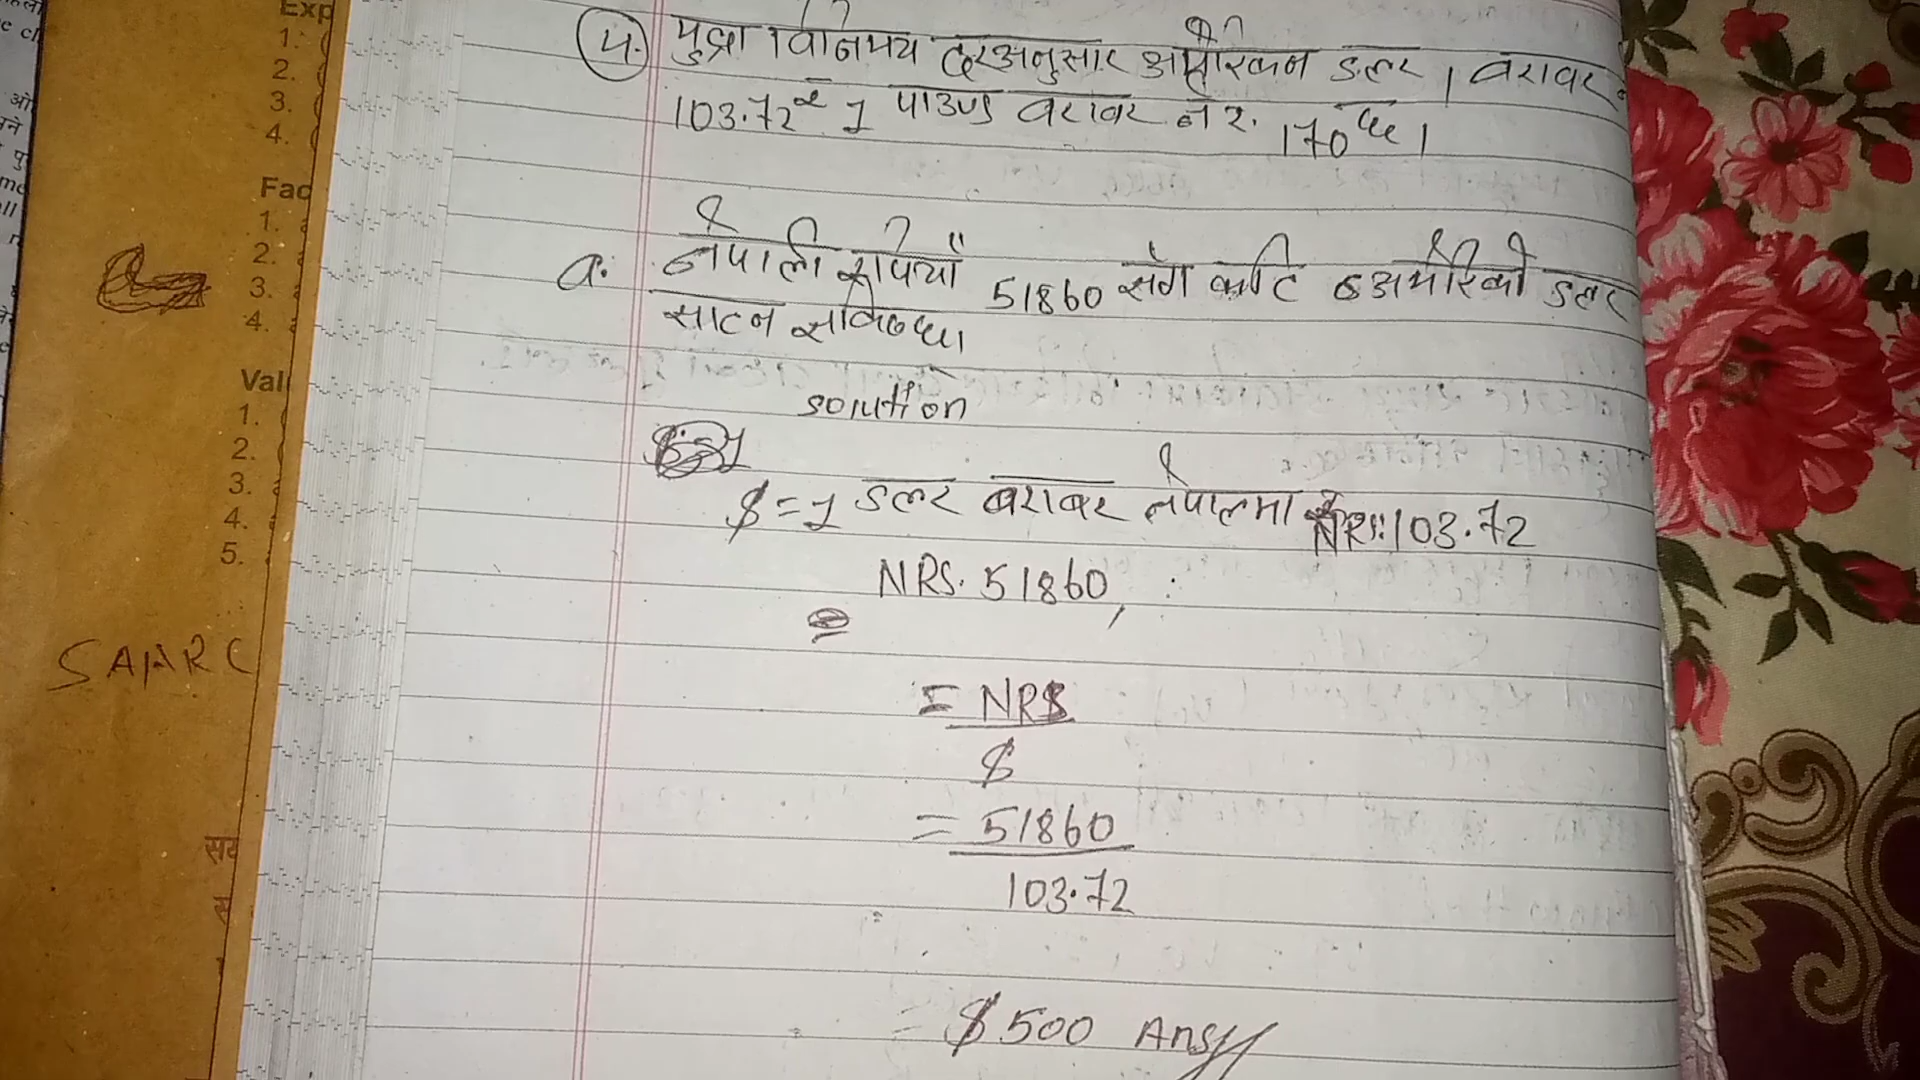 ५. मुद्रा विनिमय दरअनुसार अमेरिकन डलर 1 बराबर
103.72 र 1 पाउण्ड बराबर ने रु. 170 छ ।
a. नेपाली रुपियाँ 51860 सँग कति अमेरिकी डलर
साटन सकिन्छ।
solution
$=1 डलर बराबर नेपालमा NRs: 103.72
NRS. 51860,
= NRS
$
= 51860
103.72
= $ 500 Ans
Exp
1.
2.
3.
4.
Fac
1.
2.
3.
4.
Val
1.
2.
3.
4.
5.
SAARC